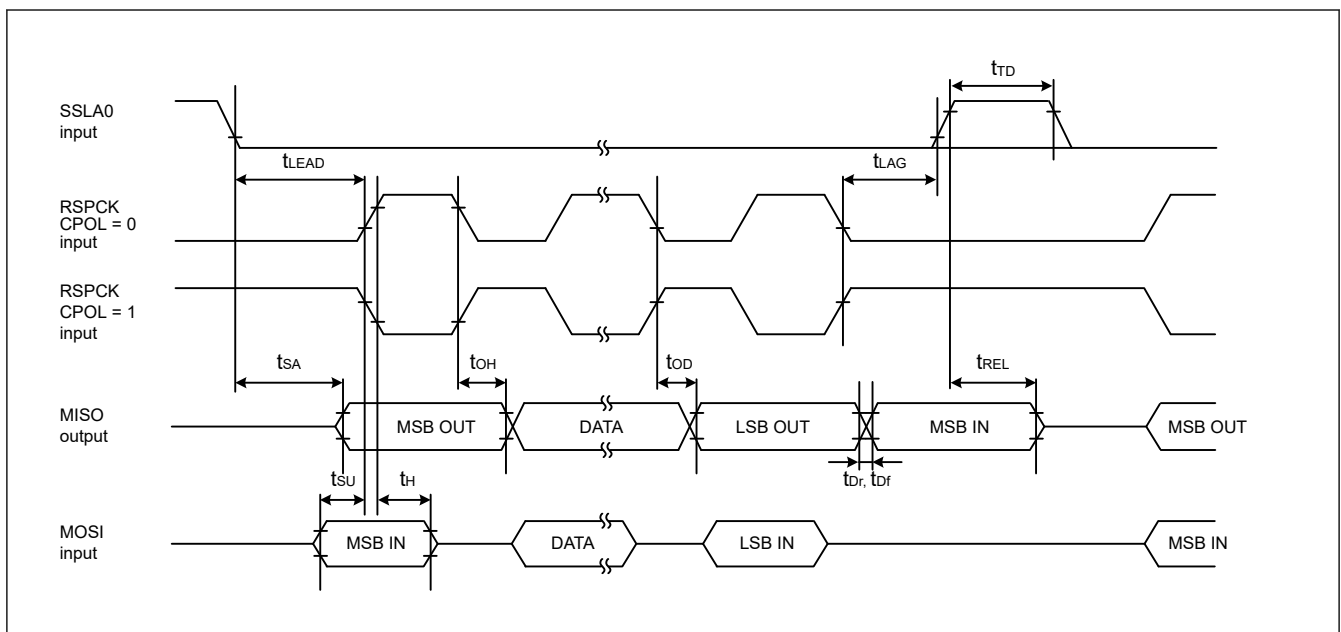 tTD
SSLA0
input
tLEAD
tLAG
RSPCK
CPOL = 0
input
RSPCK
CPOL = 1
input
tSA
tOH
tOD
tREL
MISO
output
MSB OUT
DATA
LSB OUT
MSB IN
MSB OUT
tSU
tH
tDr, tDf
MOSI
input
MSB IN
DATA
LSB IN
MSB IN